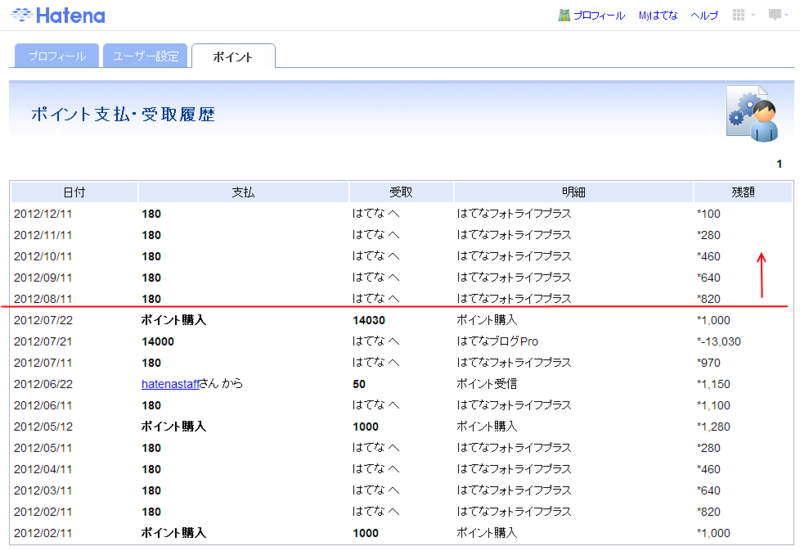 Hatena
プロフィール Myはてな ヘルプ
プロフィール ユーザー設定 ポイント
ポイント支払・受取履歴
1
日付 支払 受取 明細 残額
2012/12/11 180 はてな へ はてなフォトライフプラス *100
2012/11/11 180 はてな へ はてなフォトライフプラス *280
2012/10/11 180 はてな へ はてなフォトライフプラス *460
2012/09/11 180 はてな へ はてなフォトライフプラス *640
2012/08/11 180 はてな へ はてなフォトライフプラス *820
2012/07/22 ポイント購入 14030 ポイント購入 *1,000
2012/07/21 14000 はてな へ はてなブログPro *-13,030
2012/07/11 180 はてな へ はてなフォトライフプラス *970
2012/06/22 hatenastaffさん から 50 ポイント受信 *1,150
2012/06/11 180 はてな へ はてなフォトライフプラス *1,100
2012/05/12 ポイント購入 1000 ポイント購入 *1,280
2012/05/11 180 はてな へ はてなフォトライフプラス *280
2012/04/11 180 はてな へ はてなフォトライフプラス *460
2012/03/11 180 はてな へ はてなフォトライフプラス *640
2012/02/11 180 はてな へ はてなフォトライフプラス *820
2012/02/11 ポイント購入 1000 ポイント購入 *1,000